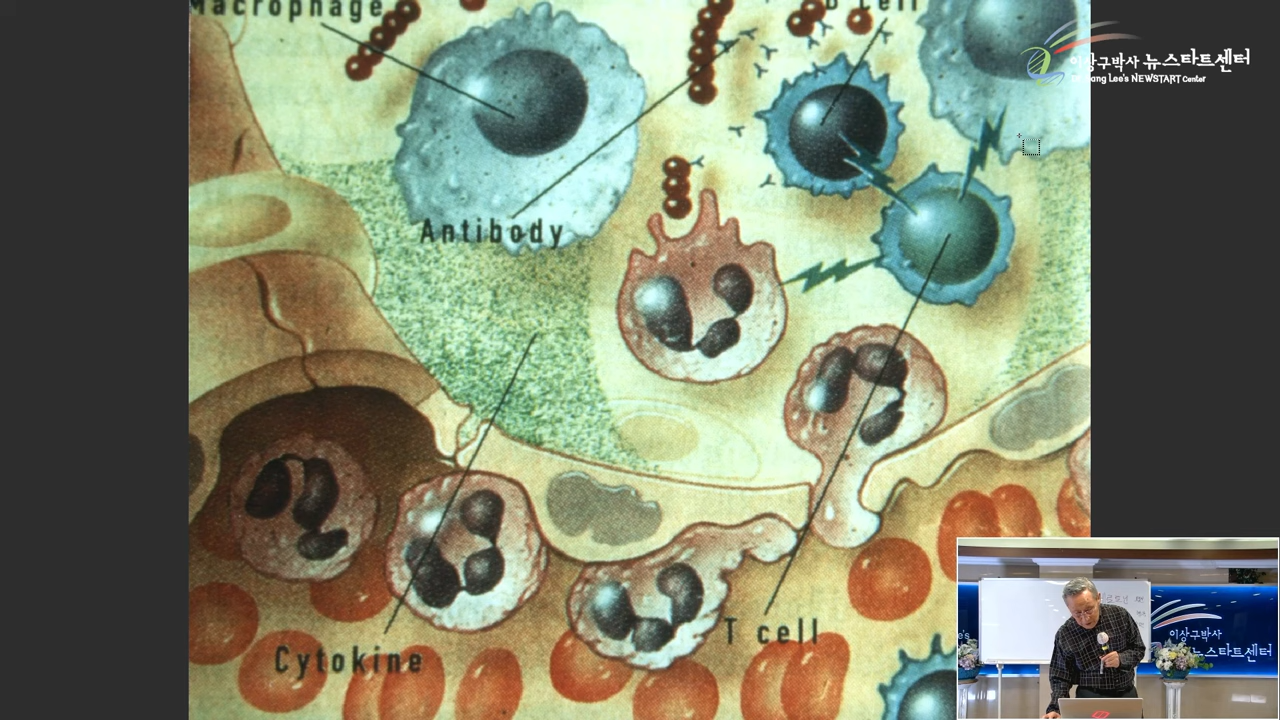 Macrophage
B cell
이상구박사 뉴스타트센터
Dr. Sang Lee's NEWSTART Center
Antibody
T cell
Cytokine
이상구박사
뉴스타트센터